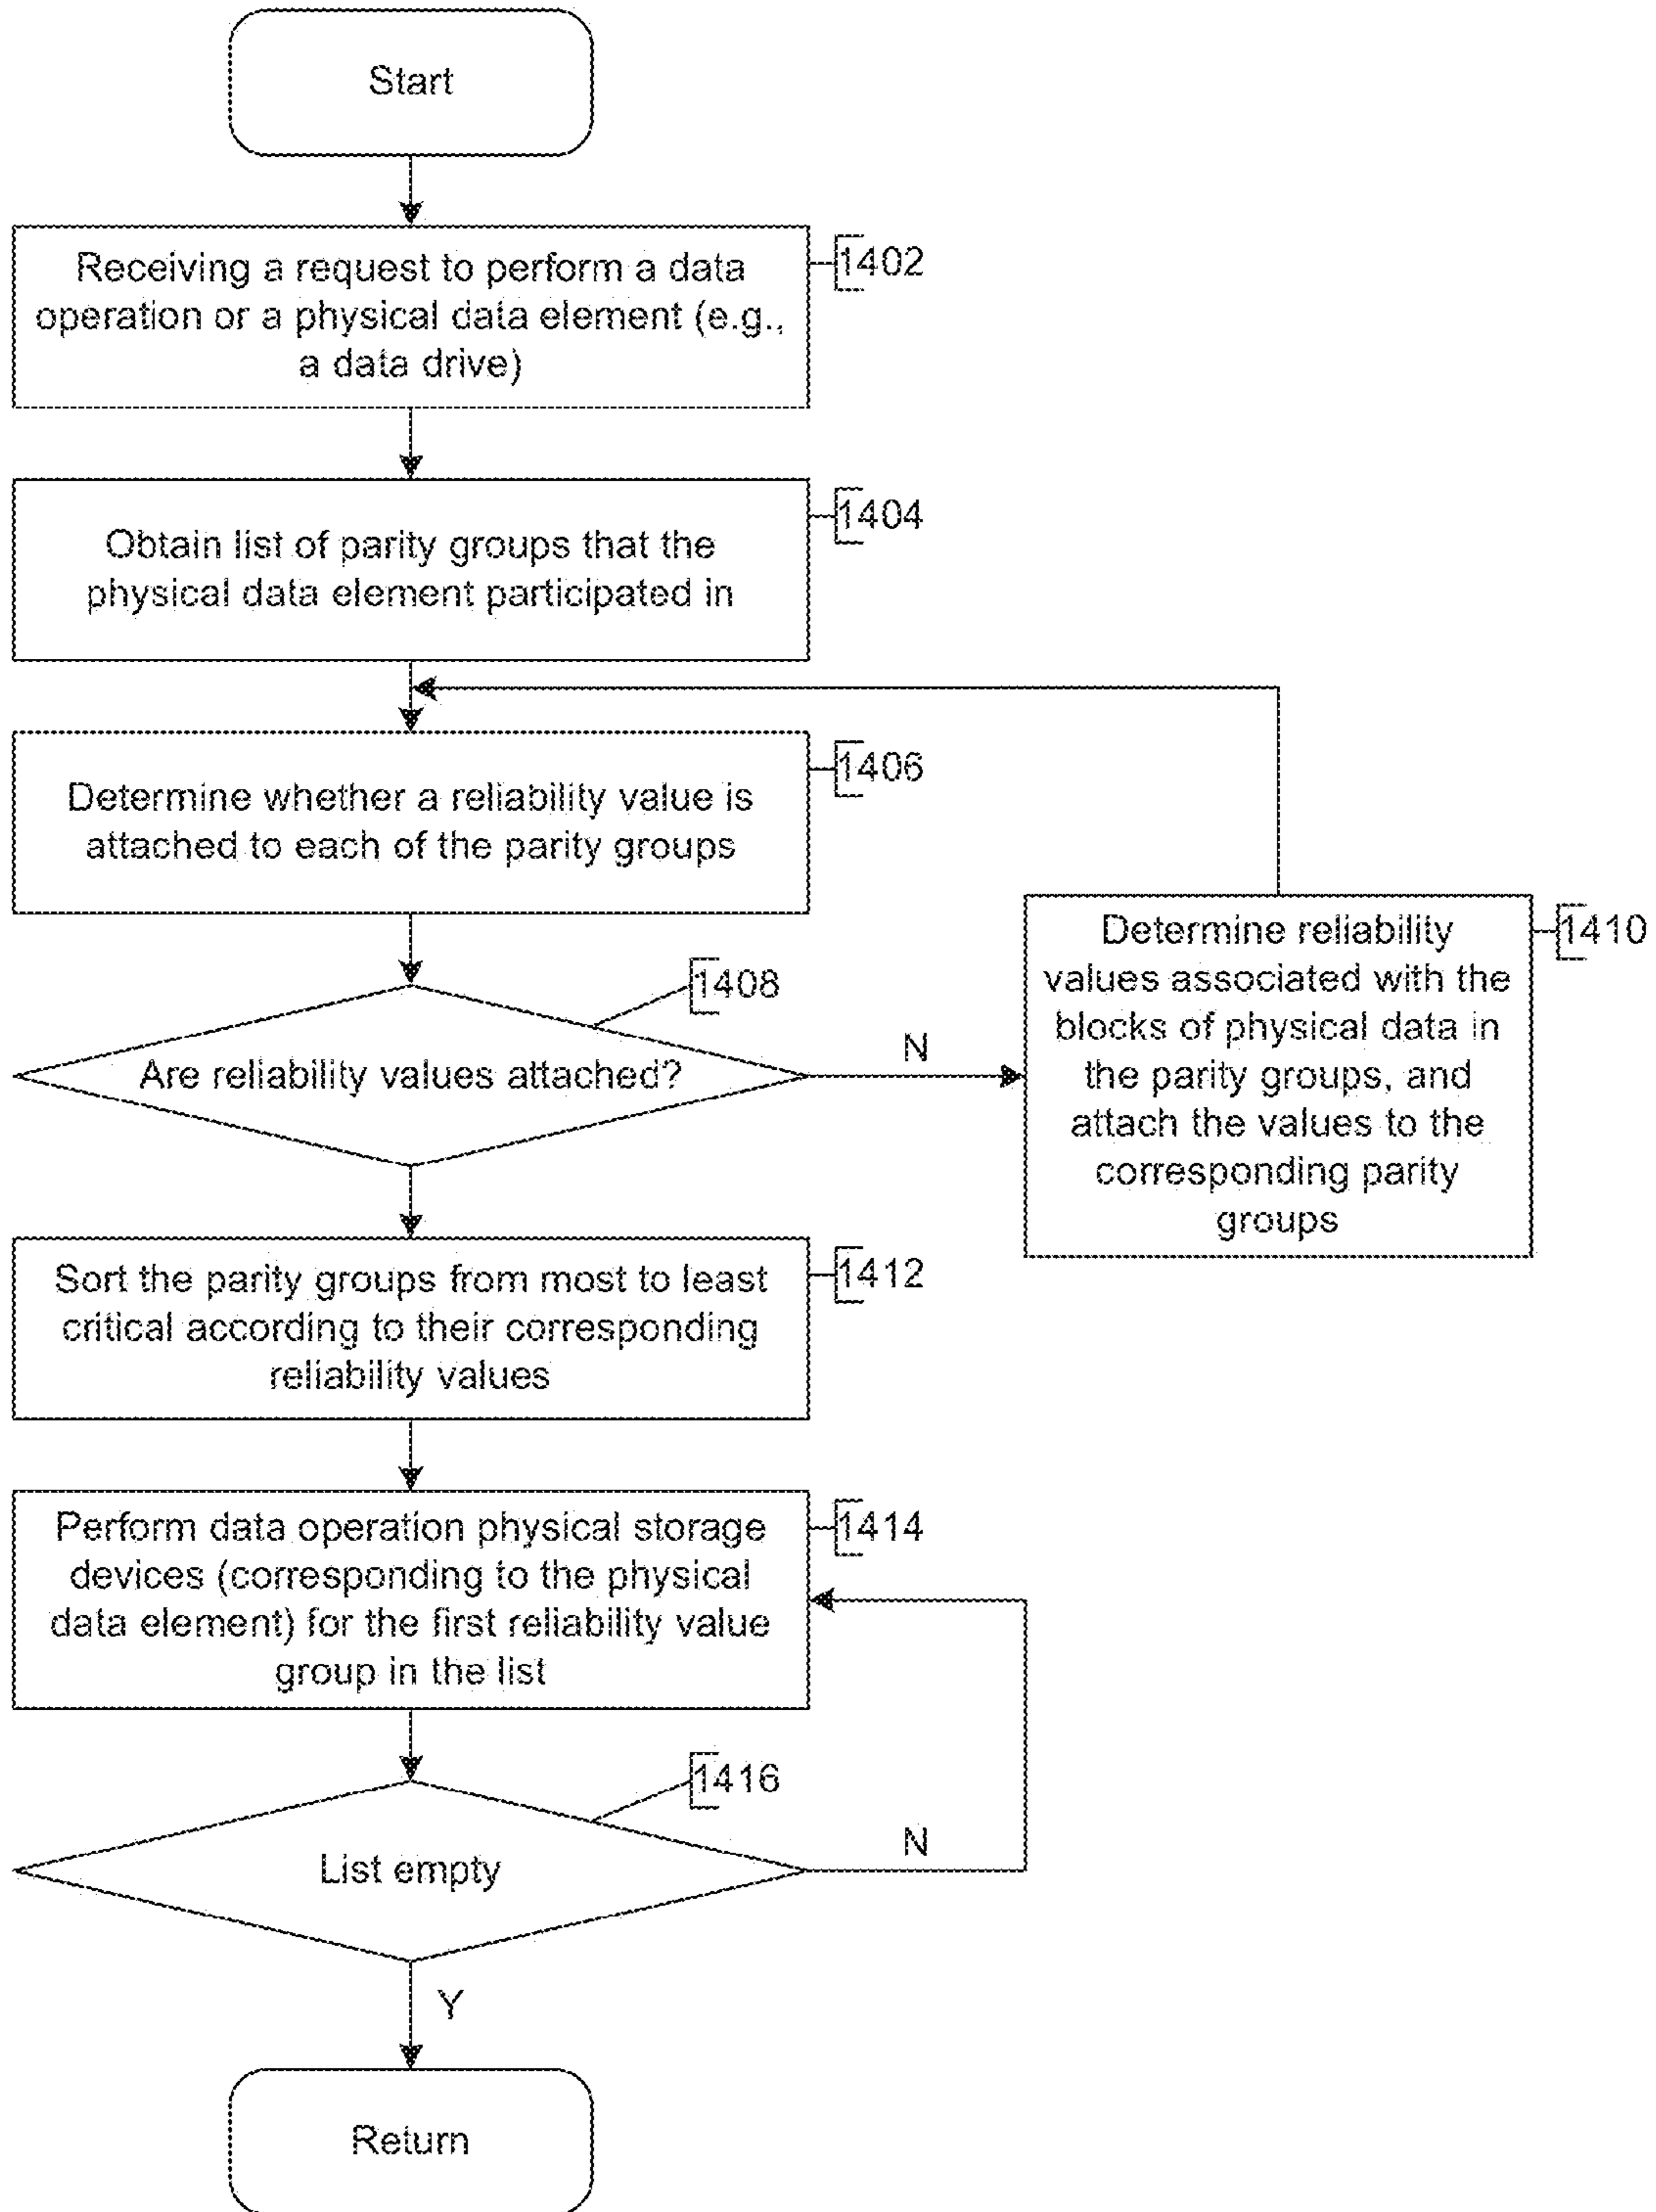 Start
Receiving a request to perform a data
operation or a physical data element (e.g.,
a data drive)
1402
Obtain list of parity groups that the
physical data element participated in
1404
Determine whether a reliability value is
attached to each of the parity groups
1406
Are reliability values attached?
1408
N
Determine reliability
values associated with the
blocks of physical data in
the parity groups, and
attach the values to the
corresponding parity
groups
1410
Sort the parity groups from most to least
critical according to their corresponding
reliability values
1412
Perform data operation physical storage
devices (corresponding to the physical
data element) for the first reliability value
group in the list
1414
List empty
1416
N
Y
Return